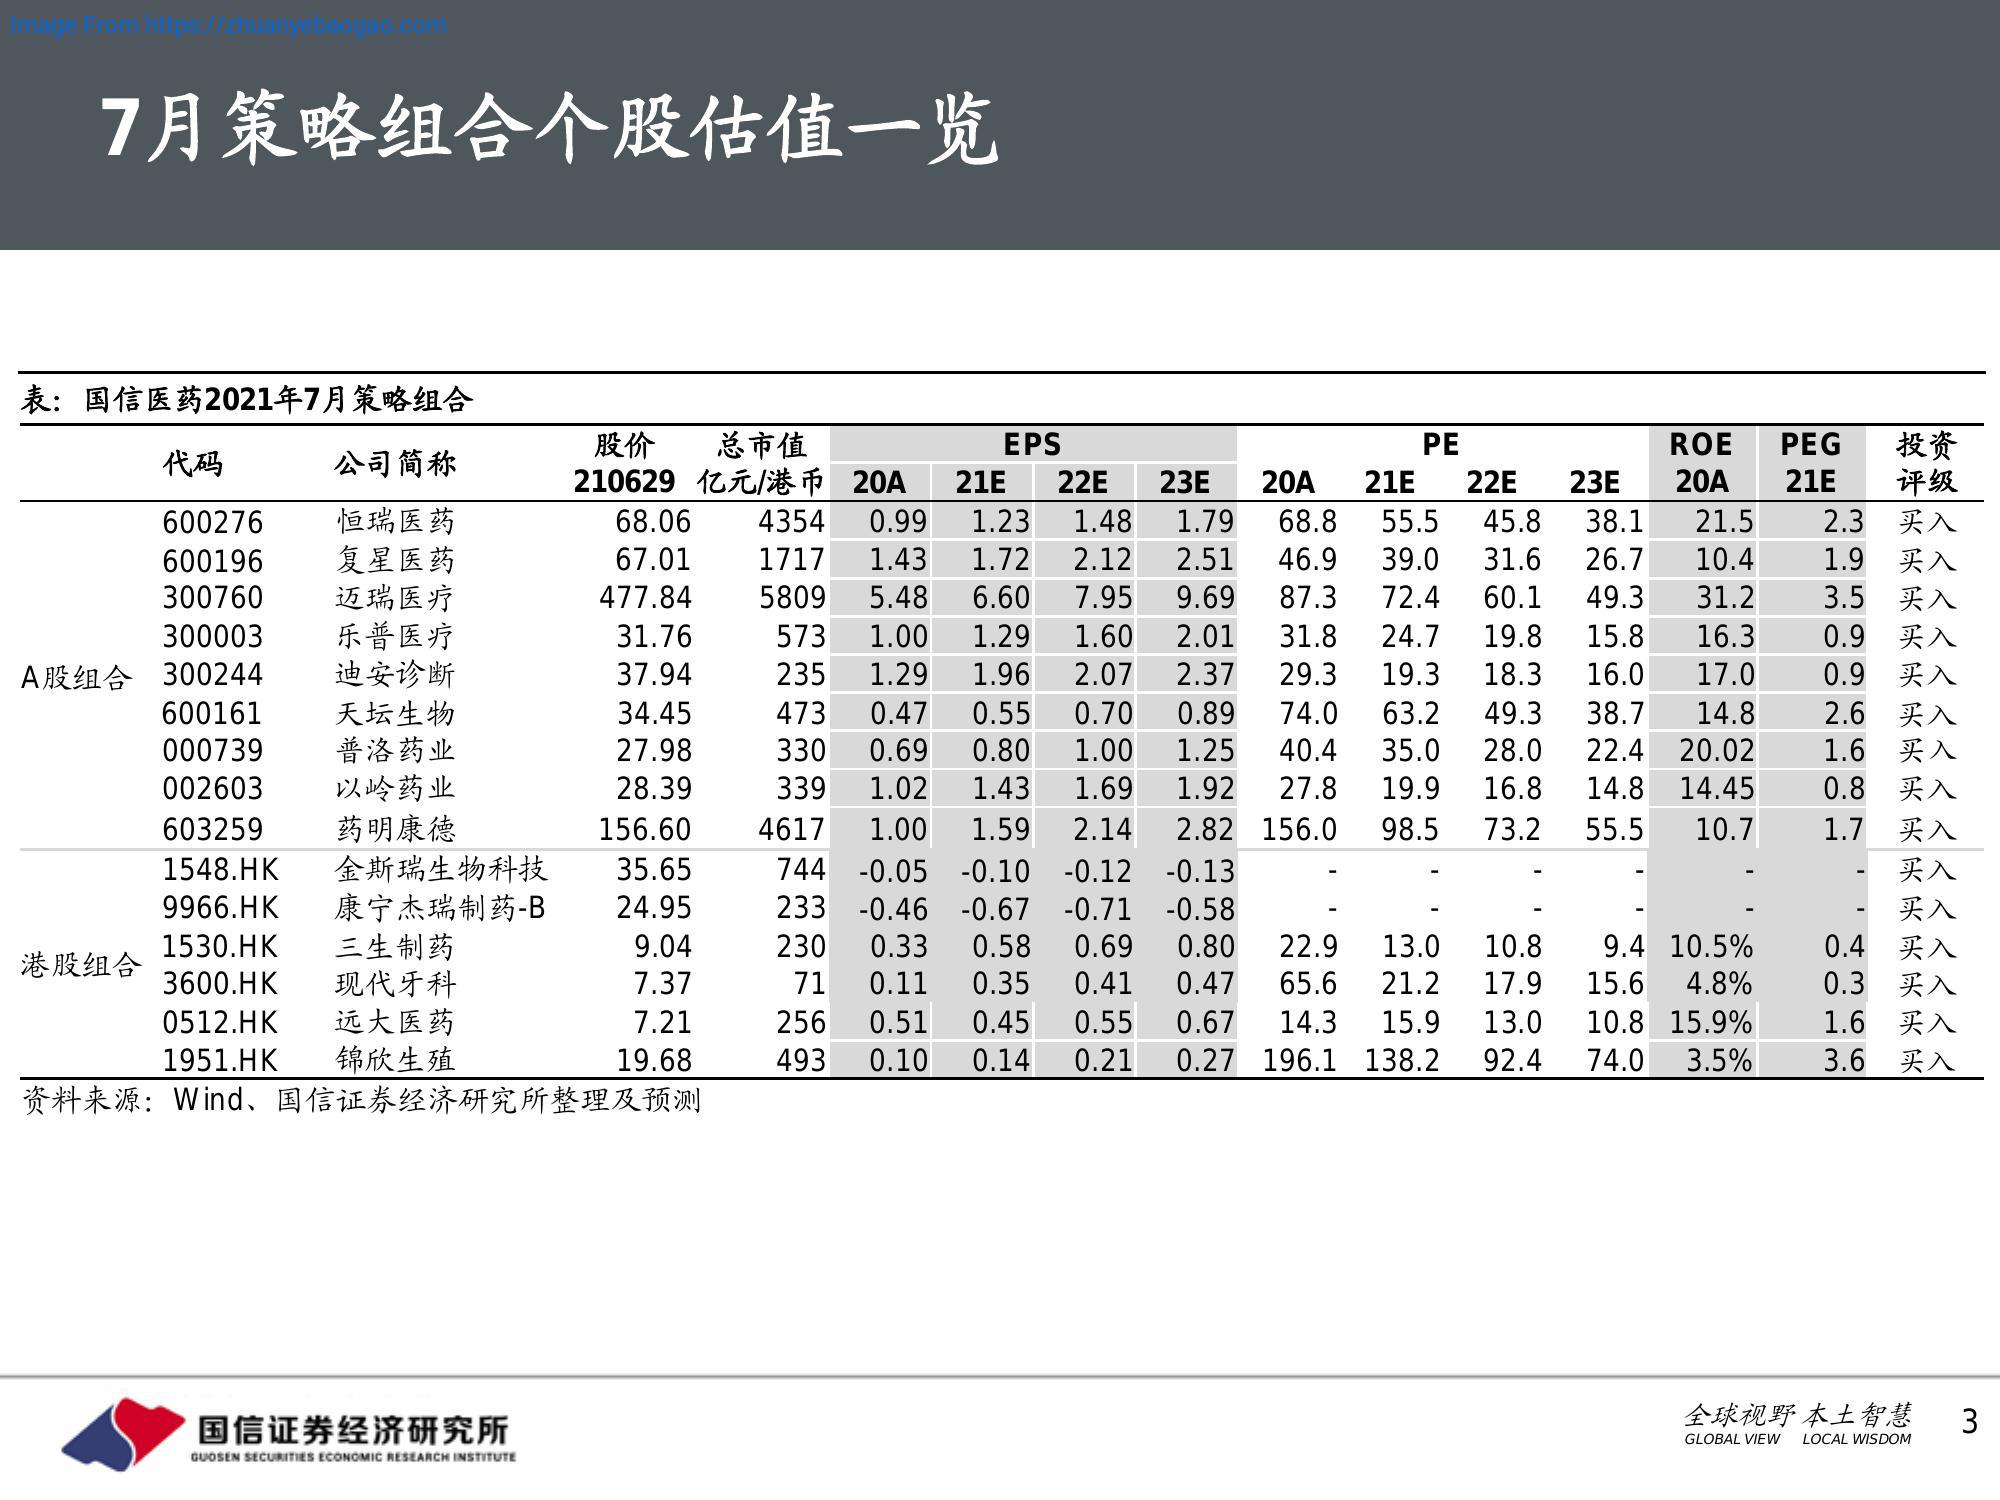 Image From https://zhuanyebaogao.com
7月策略组合个股估值一览
表：国信医药2021年7月策略组合
代码 公司简称 股价 总市值 EPS PE ROE PEG 投资
210629 亿元/港币 20A 21E 22E 23E 20A 21E 22E 23E 20A 21E 评级
600276 恒瑞医药 68.06 4354 0.99 1.23 1.48 1.79 68.8 55.5 45.8 38.1 21.5 2.3 买入
600196 复星医药 67.01 1717 1.43 1.72 2.12 2.51 46.9 39.0 31.6 26.7 10.4 1.9 买入
300760 迈瑞医疗 477.84 5809 5.48 6.60 7.95 9.69 87.3 72.4 60.1 49.3 31.2 3.5 买入
300003 乐普医疗 31.76 573 1.00 1.29 1.60 2.01 31.8 24.7 19.8 15.8 16.3 0.9 买入
A股组合 300244 迪安诊断 37.94 235 1.29 1.96 2.07 2.37 29.3 19.3 18.3 16.0 17.0 0.9 买入
600161 天坛生物 34.45 473 0.47 0.55 0.70 0.89 74.0 63.2 49.3 38.7 14.8 2.6 买入
000739 普洛药业 27.98 330 0.69 0.80 1.00 1.25 40.4 35.0 28.0 22.4 20.02 1.6 买入
002603 以岭药业 28.39 339 1.02 1.43 1.69 1.92 27.8 19.9 16.8 14.8 14.45 0.8 买入
603259 药明康德 156.60 4617 1.00 1.59 2.14 2.82 156.0 98.5 73.2 55.5 10.7 1.7 买入
1548.HK 金斯瑞生物科技 35.65 744 -0.05 -0.10 -0.12 -0.13 - - - - - - 买入
9966.HK 康宁杰瑞制药-B 24.95 233 -0.46 -0.67 -0.71 -0.58 - - - - - - 买入
港股组合 1530.HK 三生制药 9.04 230 0.33 0.58 0.69 0.80 22.9 13.0 10.8 9.4 10.5% 0.4 买入
3600.HK 现代牙科 7.37 71 0.11 0.35 0.41 0.47 65.6 21.2 17.9 15.6 4.8% 0.3 买入
0512.HK 远大医药 7.21 256 0.51 0.45 0.55 0.67 14.3 15.9 13.0 10.8 15.9% 1.6 买入
1951.HK 锦欣生殖 19.68 493 0.10 0.14 0.21 0.27 196.1 138.2 92.4 74.0 3.5% 3.6 买入
资料来源：Wind、国信证券经济研究所整理及预测
国信证券经济研究所
GUOSEN SECURITIES ECONOMIC RESEARCH INSTITUTE
全球视野 本土智慧
GLOBAL VIEW LOCAL WISDOM
3